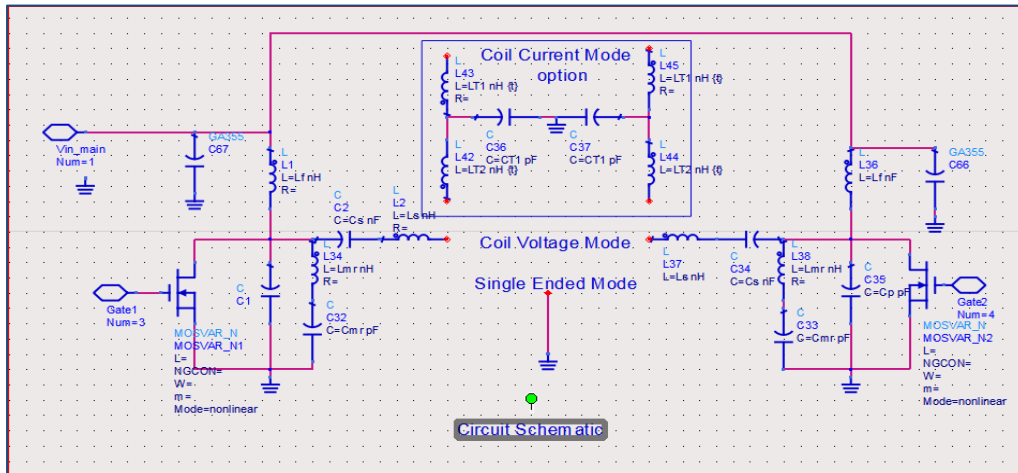 Coil Current Mode
option
L
L43
L=LT1 nH {t}
R=
L
L45
L=LT1 nH {t}
R=
C
C36
C=CT1 pF
C
C37
C=CT1 pF
L
L42
L=LT2 nH {t}
L
L44
L=LT2 nH {t}
Vin_main
Num=1
GA355
C67
L
L1
L=Lf nH
R=
L
L36
L=Lf nF
GA355
C66
C
C2
C=Cs nF
L
L2
L=Ls nH
R=
Coil Voltage Mode
L
L37
L=Ls nH
C
C34
C=Cs nF
L
L34
L=Lmr nH
R=
L
L38
L=Lmr nH
R=
Single Ended Mode
Gate1
Num=3
C
C1
C
C32
C=Cmr pF
C
C33
C=Cmr pF
C
C35
C=Cp pF
Gate2
Num=4
MOSVAR_N
MOSVAR_N1
L=
NGCON=
W=
m=
Mode=nonlinear
MOSVAR_N
MOSVAR_N2
L=
NGCON=
W=
m=
Mode=nonlinear
Circuit Schematic